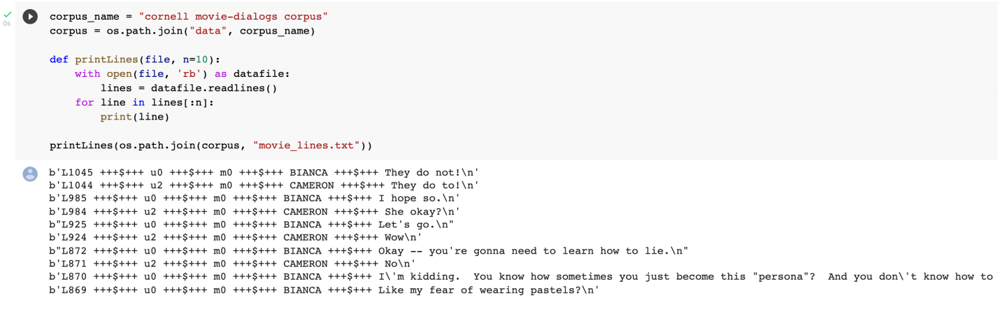 corpus_name = "cornell movie-dialogs corpus"
0s
corpus = os.path.join("data", corpus_name)
def printLines(file, n=10):
    with open(file, 'rb') as datafile:
        lines = datafile.readlines()
    for line in lines[:n]:
        print(line)
printLines(os.path.join(corpus, "movie_lines.txt"))
b'L1045 +++$+++ u0 +++$+++ m0 +++$+++ BIANCA +++$+++ They do not!\n'
b'L1044 +++$+++ u2 +++$+++ m0 +++$+++ CAMERON +++$+++ They do to!\n'
b'L985 +++$+++ u0 +++$+++ m0 +++$+++ BIANCA +++$+++ I hope so.\n'
b'L984 +++$+++ u2 +++$+++ m0 +++$+++ CAMERON +++$+++ She okay?\n'
b"L925 +++$+++ u0 +++$+++ m0 +++$+++ BIANCA +++$+++ Let's go.\n"
b'L924 +++$+++ u2 +++$+++ m0 +++$+++ CAMERON +++$+++ Wow\n'
b"L872 +++$+++ u0 +++$+++ m0 +++$+++ BIANCA +++$+++ Okay -- you're gonna need to learn how to lie.\n"
b'L871 +++$+++ u2 +++$+++ m0 +++$+++ CAMERON +++$+++ No\n'
b'L870 +++$+++ u0 +++$+++ m0 +++$+++ BIANCA +++$+++ I\'m kidding.  You know how sometimes you just become this "persona"?  And you don\'t know how to
b'L869 +++$+++ u0 +++$+++ m0 +++$+++ BIANCA +++$+++ Like my fear of wearing pastels?\n'